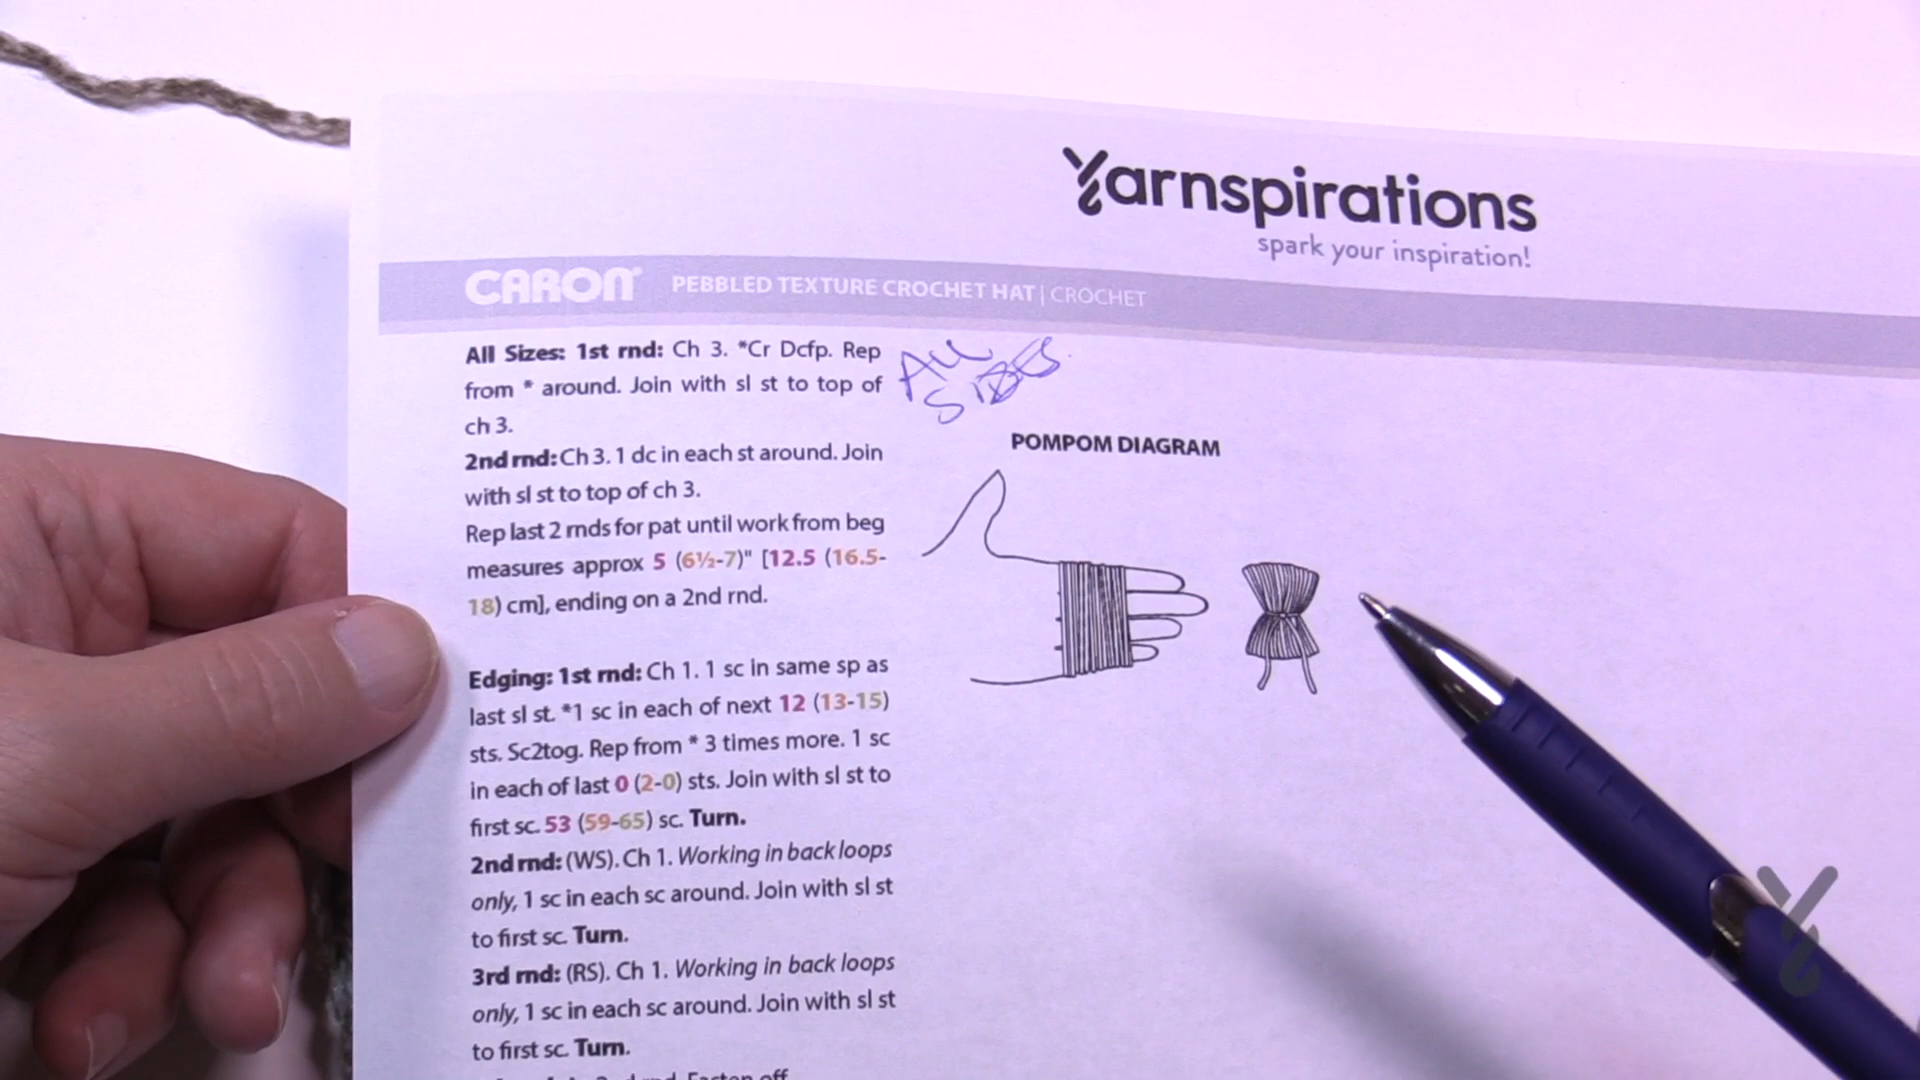 Yarnspirations
spark your inspiration!
CARON® PEBBLED TEXTURE CROCHET HAT | CROCHET
All Sizes: 1st rnd: Ch 3. *Cr Dcfp. Rep
from * around. Join with sl st to top of
ch 3.
2nd rnd: Ch 3. 1 dc in each st around. Join
with sl st to top of ch 3.
Rep last 2 rnds for pat until work from beg
measures approx 5 (6½-7)" [12.5 (16.5-
18) cm], ending on a 2nd rnd.
Edging: 1st rnd: Ch 1. 1 sc in same sp as
last sl st. *1 sc in each of next 12 (13-15)
sts. Sc2tog. Rep from * 3 times more. 1 sc
in each of last 0 (2-0) sts. Join with sl st to
first sc. 53 (59-65) sc. Turn.
2nd rnd: (WS). Ch 1. Working in back loops
only, 1 sc in each sc around. Join with sl st
to first sc. Turn.
3rd rnd: (RS). Ch 1. Working in back loops
only, 1 sc in each sc around. Join with sl st
to first sc. Turn.
2nd rnd. Fasten off
ALL
SIZES
POMPOM DIAGRAM